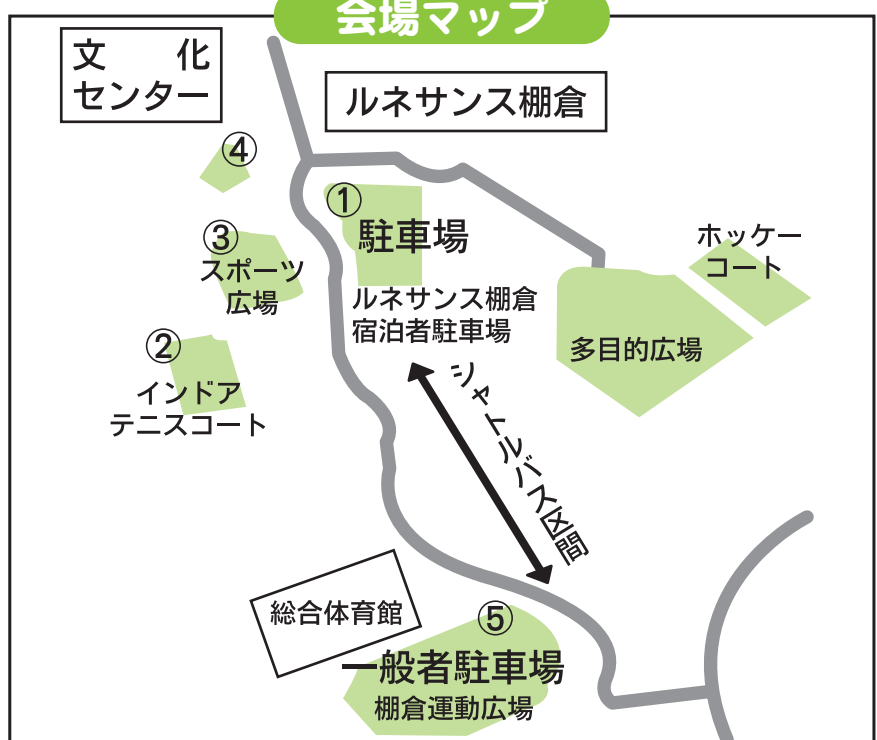 会場マップ
文　化
センター
ルネサンス棚倉
④
①
駐車場
③
スポーツ
広場
ホッケー
コート
ルネサンス棚倉
宿泊者駐車場
②
インドア
テニスコート
多目的広場
シャトルバス区間
総合体育館
⑤
一般者駐車場
棚倉運動広場